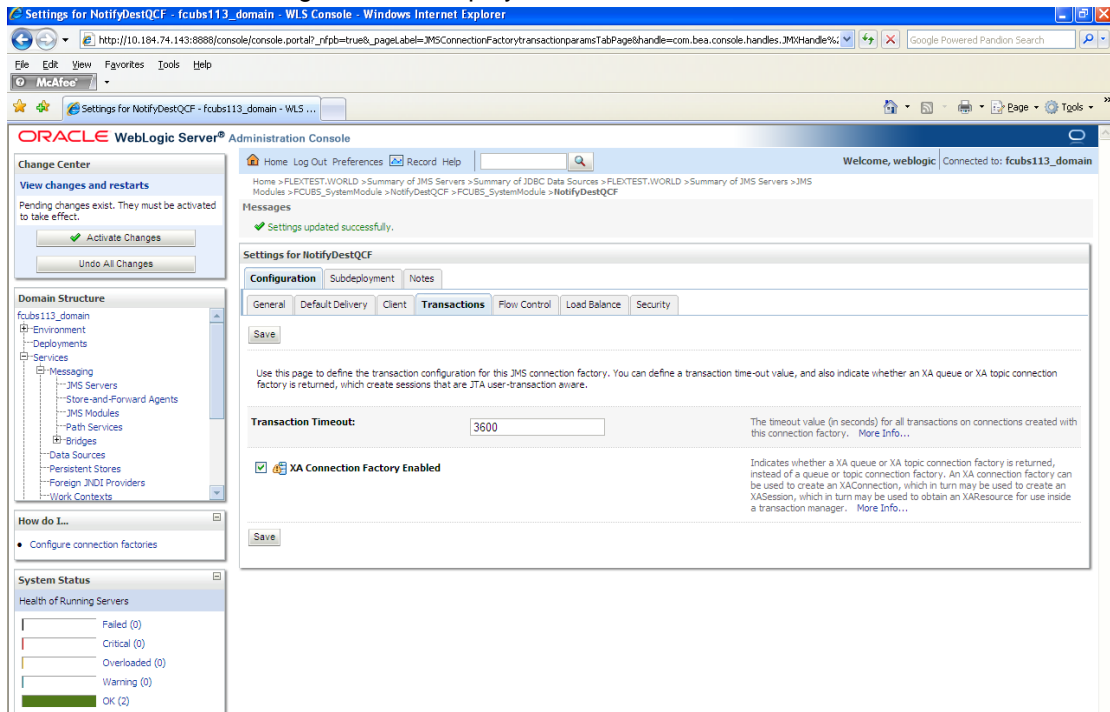 Settings for NotifyDestQCF - fcubs113_domain - WLS Console - Windows Internet Explorer
http://10.184.74.143:8888/console/console.portal?_nfpb=true&_pageLabel=JMSConnectionFactorytransactionparamsTabPage&handle=com.bea.console.handles.JMXHandle%
Google Powered Pandion Search
File Edit View Favorites Tools Help
McAfee
Settings for NotifyDestQCF - fcubs113_domain - WLS ...
Page Tools
ORACLE WebLogic Server® Administration Console
Change Center
View changes and restarts
Pending changes exist. They must be activated
to take effect.
Activate Changes
Undo All Changes
Domain Structure
fcubs113_domain
Environment
Deployments
Services
Messaging
JMS Servers
Store-and-Forward Agents
JMS Modules
Path Services
Bridges
Data Sources
Persistent Stores
Foreign JNDI Providers
Work Contexts
How do I...
Configure connection factories
System Status
Health of Running Servers
Failed (0)
Critical (0)
Overloaded (0)
Warning (0)
OK (2)
Home Log Out Preferences Record Help
Welcome, weblogic Connected to: fcubs113_domain
Home >FLEXTEST.WORLD >Summary of JMS Servers >Summary of JDBC Data Sources >FLEXTEST.WORLD >Summary of JMS Servers >JMS
Modules >FCUBS_SystemModule >NotifyDestQCF >FCUBS_SystemModule >NotifyDestQCF
Messages
Settings updated successfully.
Settings for NotifyDestQCF
Configuration Subdeployment Notes
General Default Delivery Client Transactions Flow Control Load Balance Security
Save
Use this page to define the transaction configuration for this JMS connection factory. You can define a transaction time-out value, and also indicate whether an XA queue or XA topic connection
factory is returned, which create sessions that are JTA user-transaction aware.
Transaction Timeout:
3600
The timeout value (in seconds) for all transactions on connections created with
this connection factory. More Info...
XA Connection Factory Enabled
Indicates whether a XA queue or XA topic connection factory is returned,
instead of a queue or topic connection factory. An XA connection factory can
be used to create an XAConnection, which in turn may be used to create an
XASession, which in turn may be used to obtain an XAResource for use inside
a transaction manager. More Info...
Save